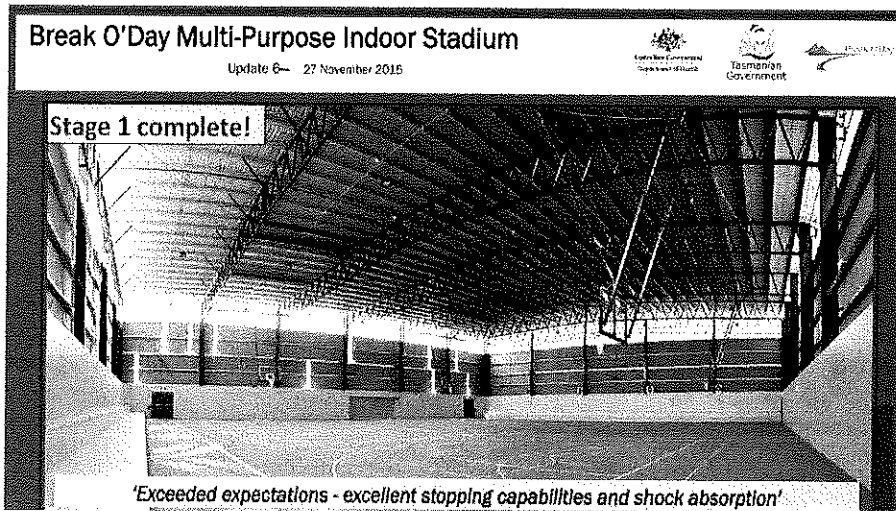 Break O'Day Multi-Purpose Indoor Stadium
Update 6— 27 November 2015
Tasmanian
Government
Stage 1 complete!
'Exceeded expectations - excellent stopping capabilities and shock absorption'